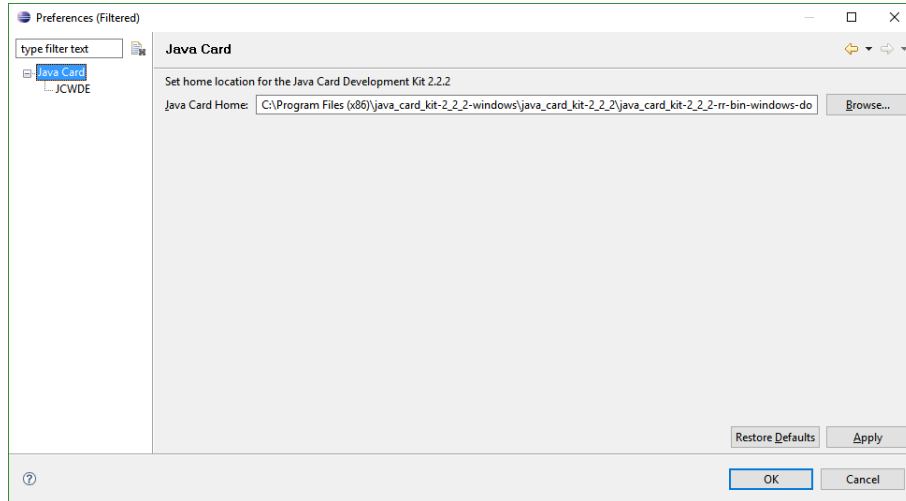 Preferences (Filtered)
type filter text
Java Card
JCWDE
Java Card
Set home location for the Java Card Development Kit 2.2.2
Java Card Home: C:\Program Files (x86)\java_card_kit-2_2_2-windows\java_card_kit-2_2_2\java_card_kit-2_2_2-rr-bin-windows-do Browse...
Restore Defaults Apply
? OK Cancel